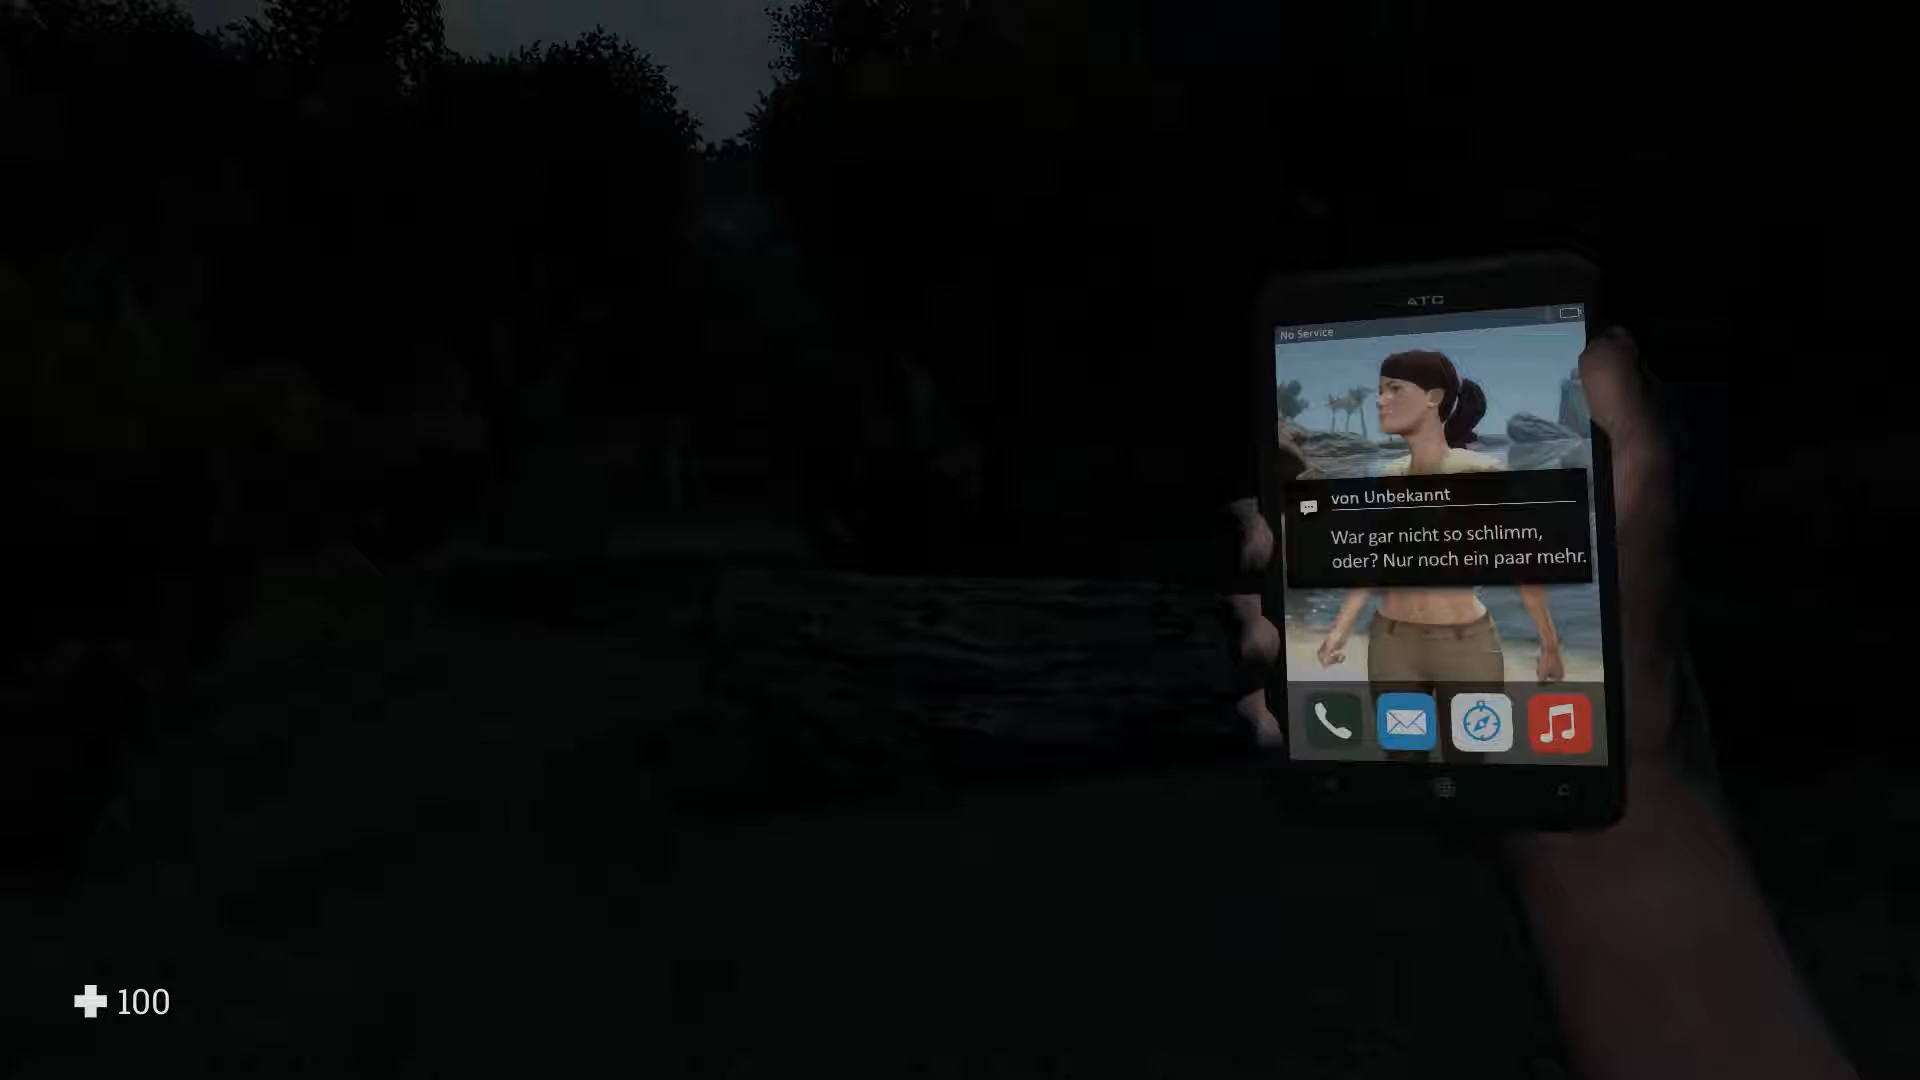 ATC
No Service
von Unbekannt
War gar nicht so schlimm,
oder? Nur noch ein paar mehr.
100